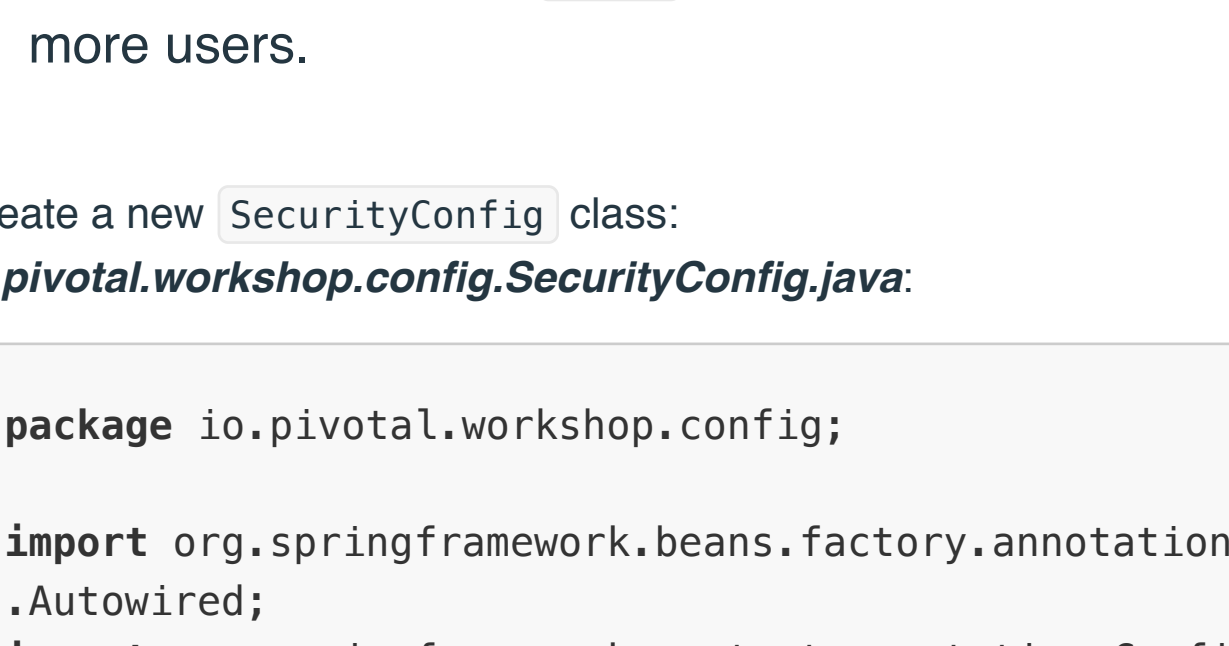 more users.
eate a new SecurityConfig class:
pivotal.workshop.config.SecurityConfig.java:
package io.pivotal.workshop.config;
import org.springframework.beans.factory.annotation
.Autowired;